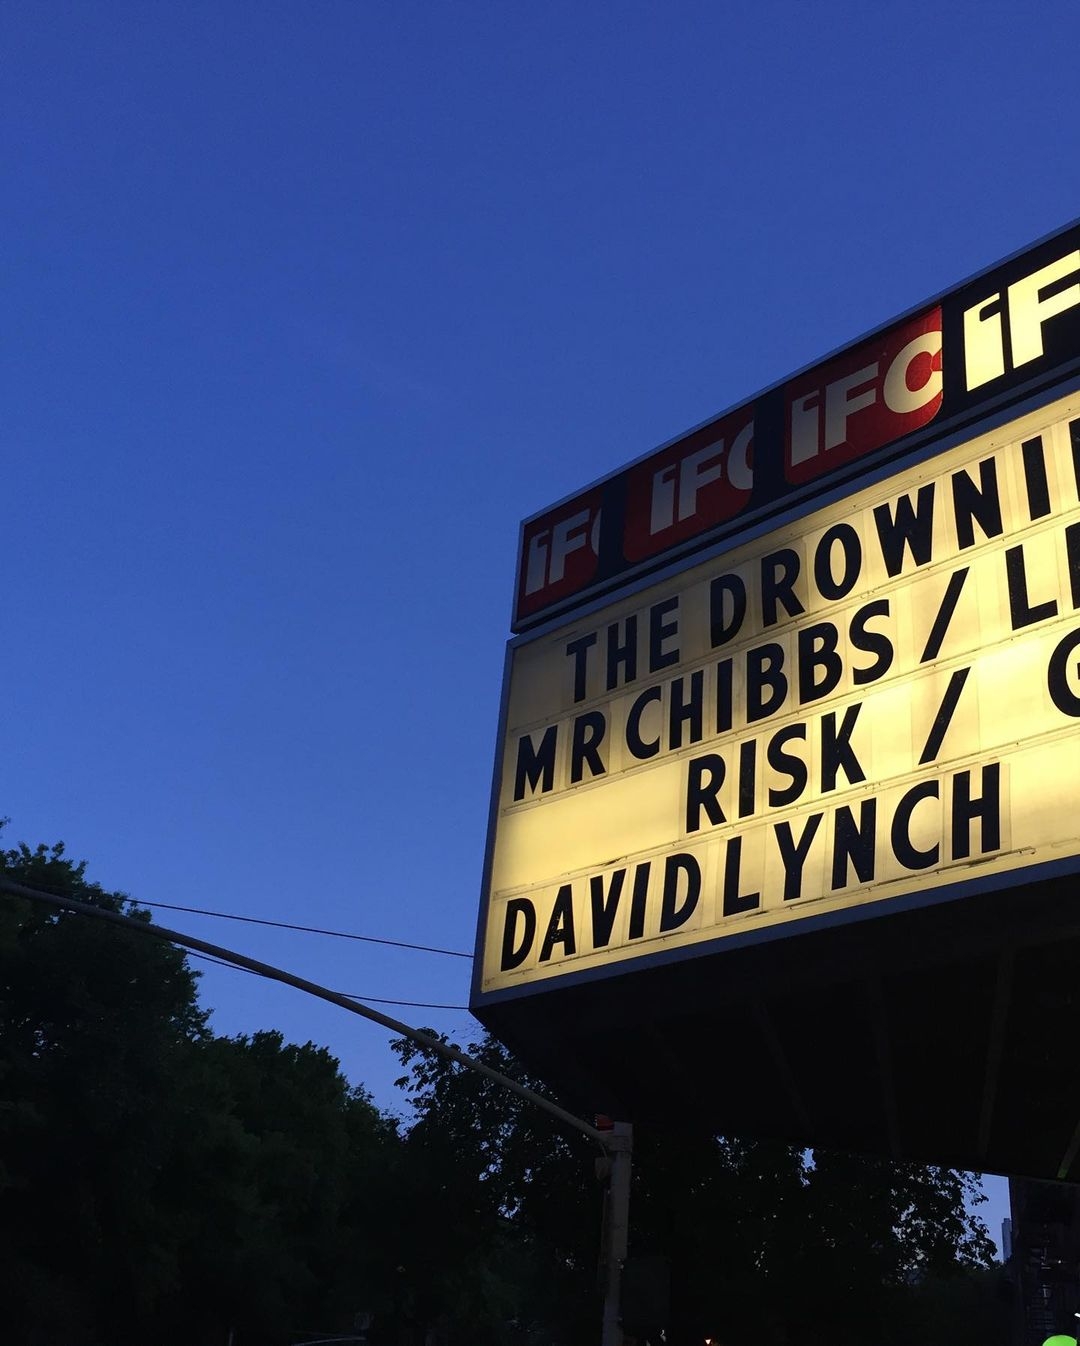 iFC iFC iFC iF
THE DROWNI
MR CHIBBS / L
RISK / G
DAVID LYNCH